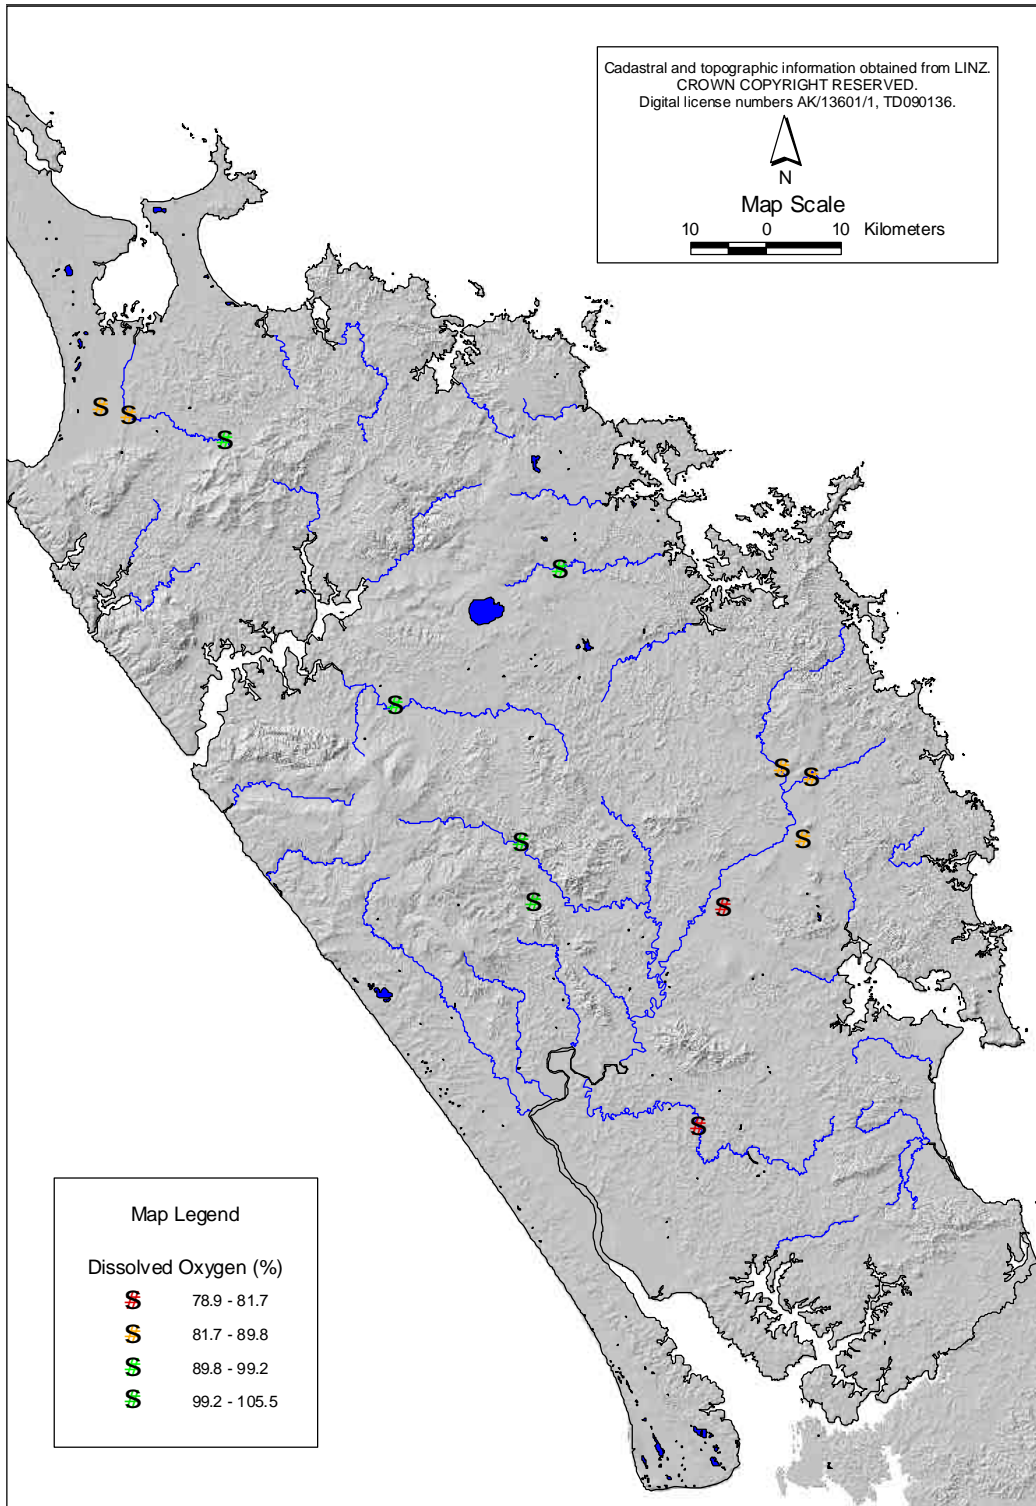 Cadastral and topographic information obtained from LINZ.
CROWN COPYRIGHT RESERVED.
Digital license numbers AK/13601/1, TD090136.
N
Map Scale
10 0 10 Kilometers
S
S
S
S
S
S
S
S
S
S
S
S
Map Legend
Dissolved Oxygen (%)
S 78.9 - 81.7
S 81.7 - 89.8
S 89.8 - 99.2
S 99.2 - 105.5